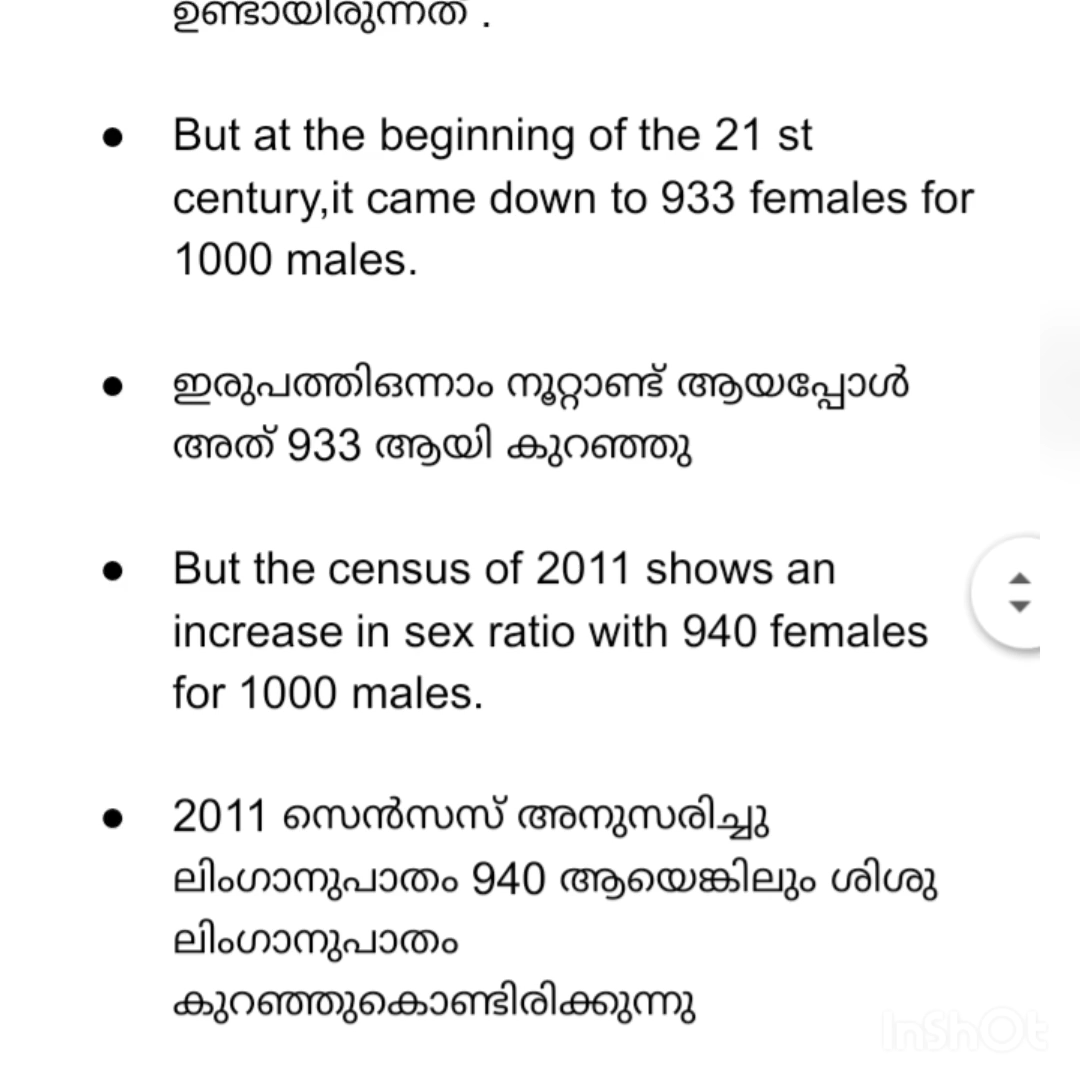 ഉണ്ടായിരുന്നത് .
● But at the beginning of the 21 st
century,it came down to 933 females for
1000 males.
● ഇരുപത്തിഒന്നാം നൂറ്റാണ്ട് ആയപ്പോൾ
അത് 933 ആയി കുറഞ്ഞു
● But the census of 2011 shows an
increase in sex ratio with 940 females
for 1000 males.
● 2011 സെൻസസ് അനുസരിച്ചു
ലിംഗാനുപാതം 940 ആയെങ്കിലും ശിശു
ലിംഗാനുപാതം
കുറഞ്ഞുകൊണ്ടിരിക്കുന്നു
InShOt